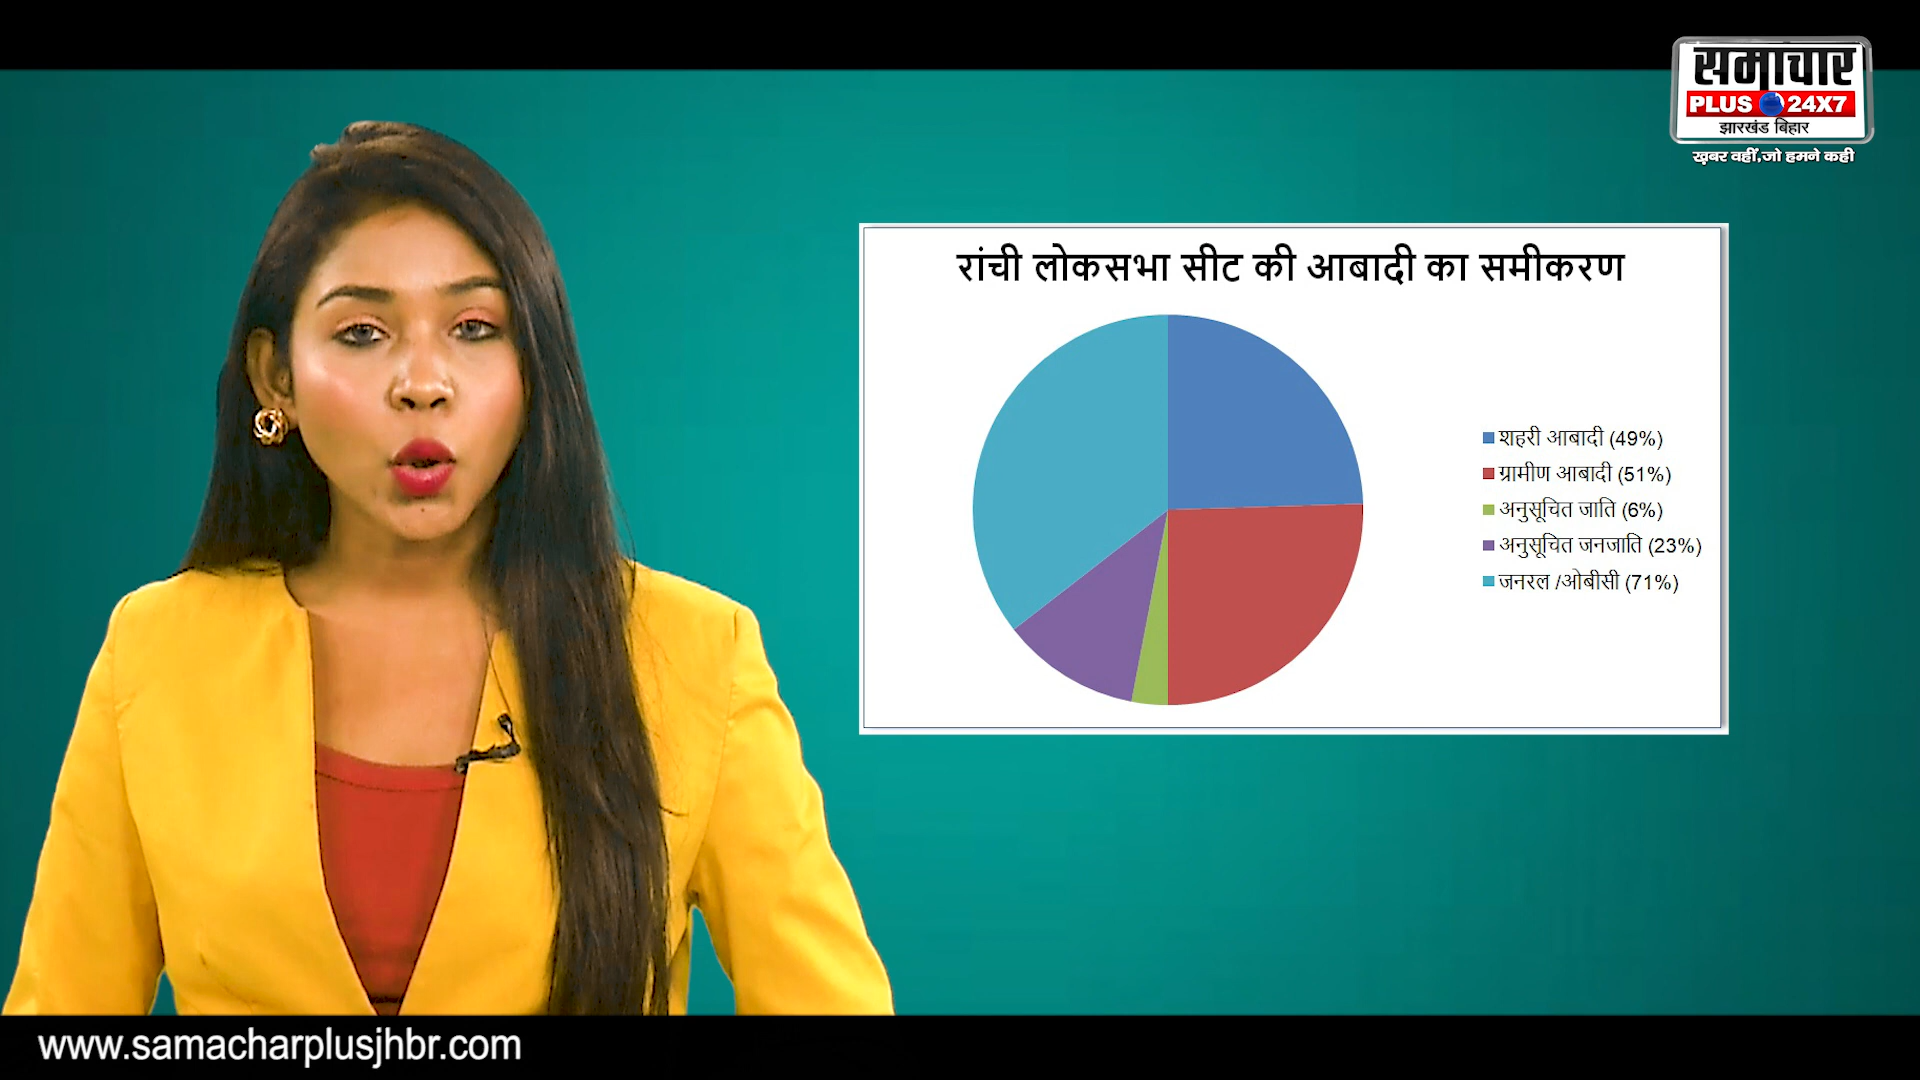 समाचार
PLUS 24X7
झारखंड बिहार
ख़बर वहीं,जो हमने कही
रांची लोकसभा सीट की आबादी का समीकरण
शहरी आबादी (49%)
ग्रामीण आबादी (51%)
अनुसूचित जाति (6%)
अनुसूचित जनजाति (23%)
जनरल /ओबीसी (71%)
www.samacharplusjhbr.com